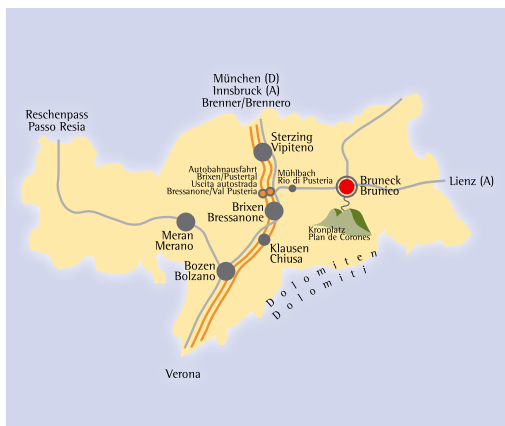 München (D)
Innsbruck (A)
Brenner/Brennero
Reschenpass
Passo Resia
Sterzing
Vipiteno
Autobahnausfahrt
Brixen/Pustertal
Uscita autostrada
Bressanone/Val Pusteria
Mühlbach
Rio di Pusteria
Bruneck
Brunico
Lienz (A)
Brixen
Bressanone
Kronplatz
Plan de Corones
Meran
Merano
Klausen
Chiusa
Bozen
Bolzano
Dolomiten
Dolomiti
Verona